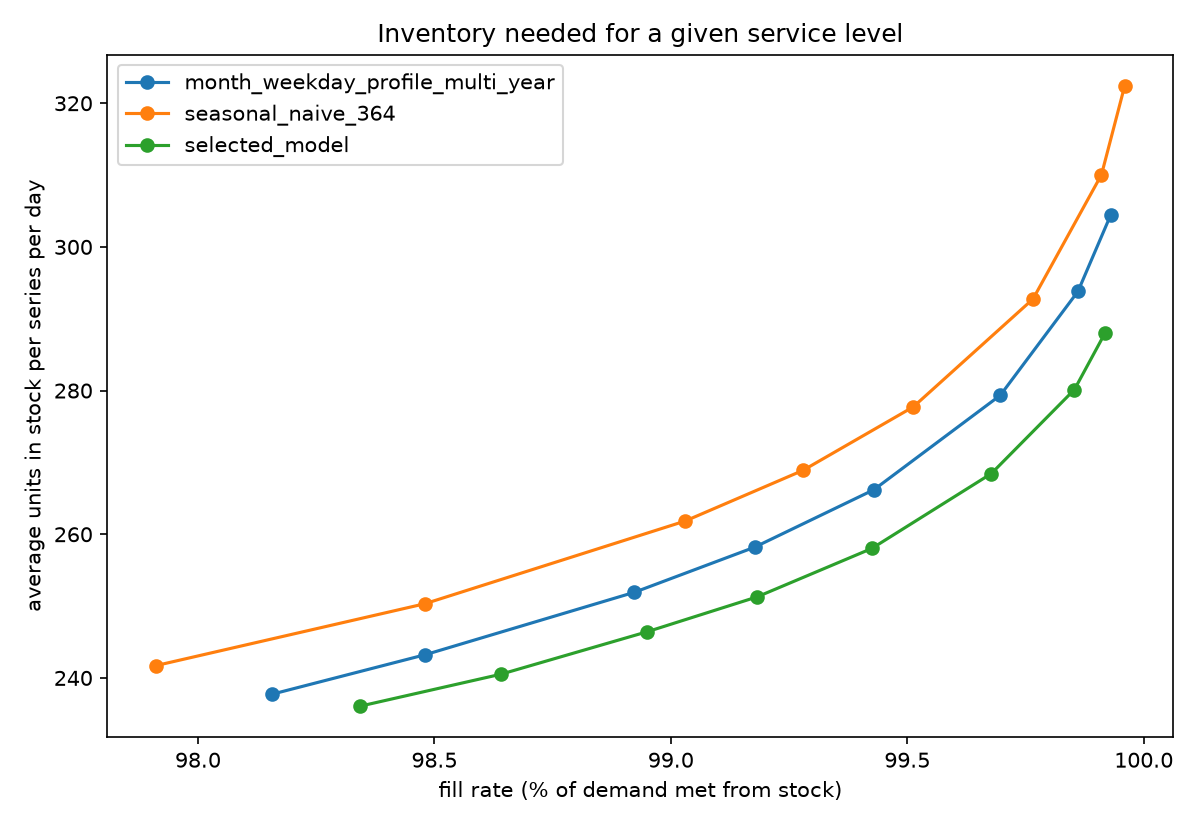 Inventory needed for a given service level
month_weekday_profile_multi_year
seasonal_naive_364
selected_model
average units in stock per series per day
320
300
280
260
240
98.0
98.5
99.0
99.5
100.0
fill rate (% of demand met from stock)